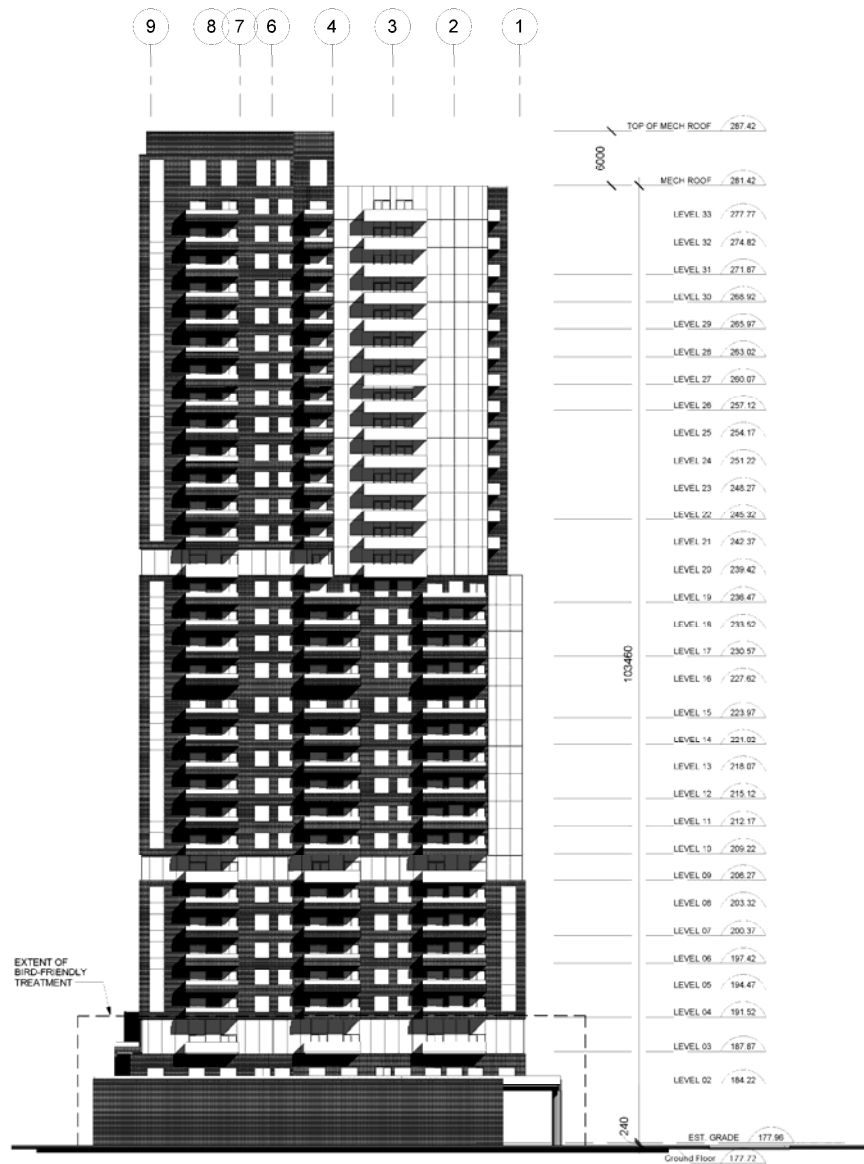 9 8 7 6 4 3 2 1
TOP OF MECH ROOF 287.42
6000
MECH ROOF 281.42
LEVEL 33 277.77
LEVEL 32 274.82
LEVEL 31 271.87
LEVEL 30 268.92
LEVEL 29 265.97
LEVEL 28 263.02
LEVEL 27 260.07
LEVEL 26 257.12
LEVEL 25 254.17
LEVEL 24 251.22
LEVEL 23 248.27
LEVEL 22 245.32
LEVEL 21 242.37
LEVEL 20 239.42
LEVEL 19 236.47
LEVEL 18 233.52
103460
LEVEL 17 230.57
LEVEL 16 227.62
LEVEL 15 223.97
LEVEL 14 221.02
LEVEL 13 218.07
LEVEL 12 215.12
LEVEL 11 212.17
LEVEL 10 209.22
LEVEL 09 206.27
LEVEL 08 203.32
LEVEL 07 200.37
EXTENT OF
BIRD-FRIENDLY
TREATMENT
LEVEL 06 197.42
LEVEL 05 194.47
LEVEL 04 191.52
LEVEL 03 187.87
LEVEL 02 184.22
240
EST. GRADE 177.96
Ground Floor 177.72